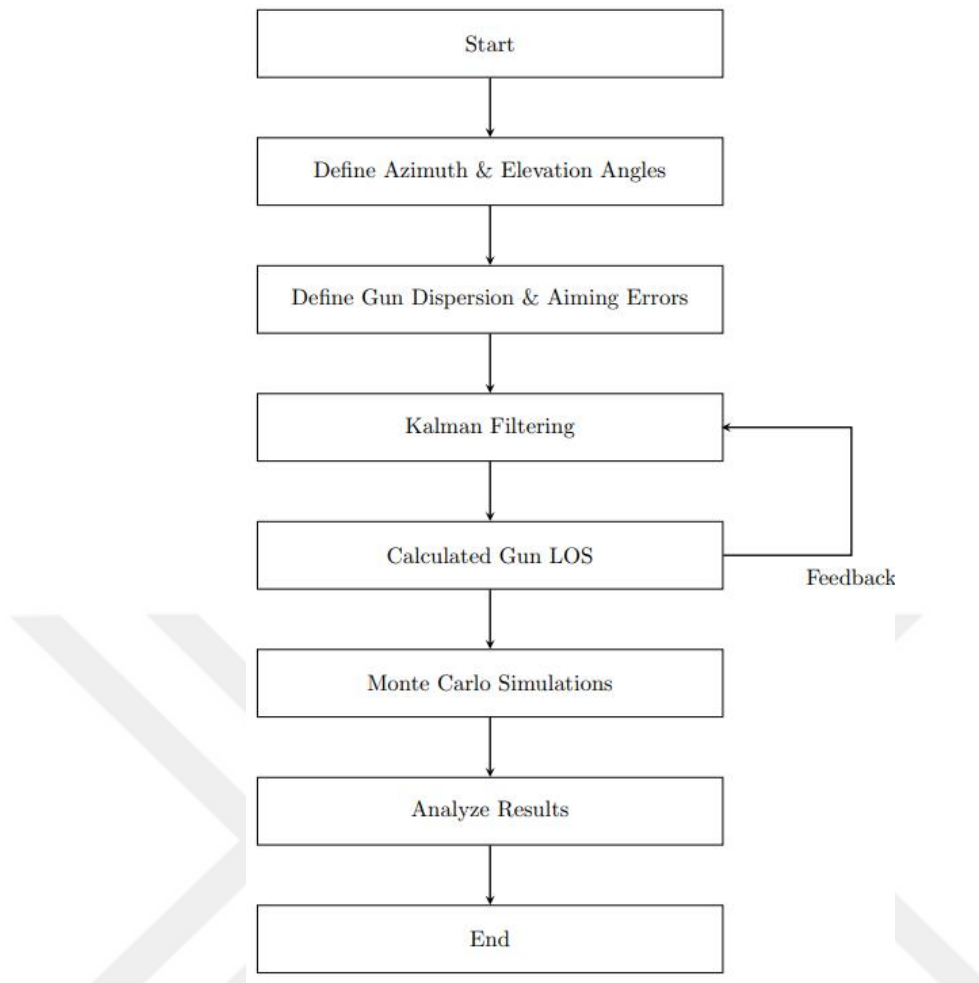 Start
Define Azimuth & Elevation Angles
Define Gun Dispersion & Aiming Errors
Kalman Filtering
Calculated Gun LOS
Feedback
Monte Carlo Simulations
Analyze Results
End